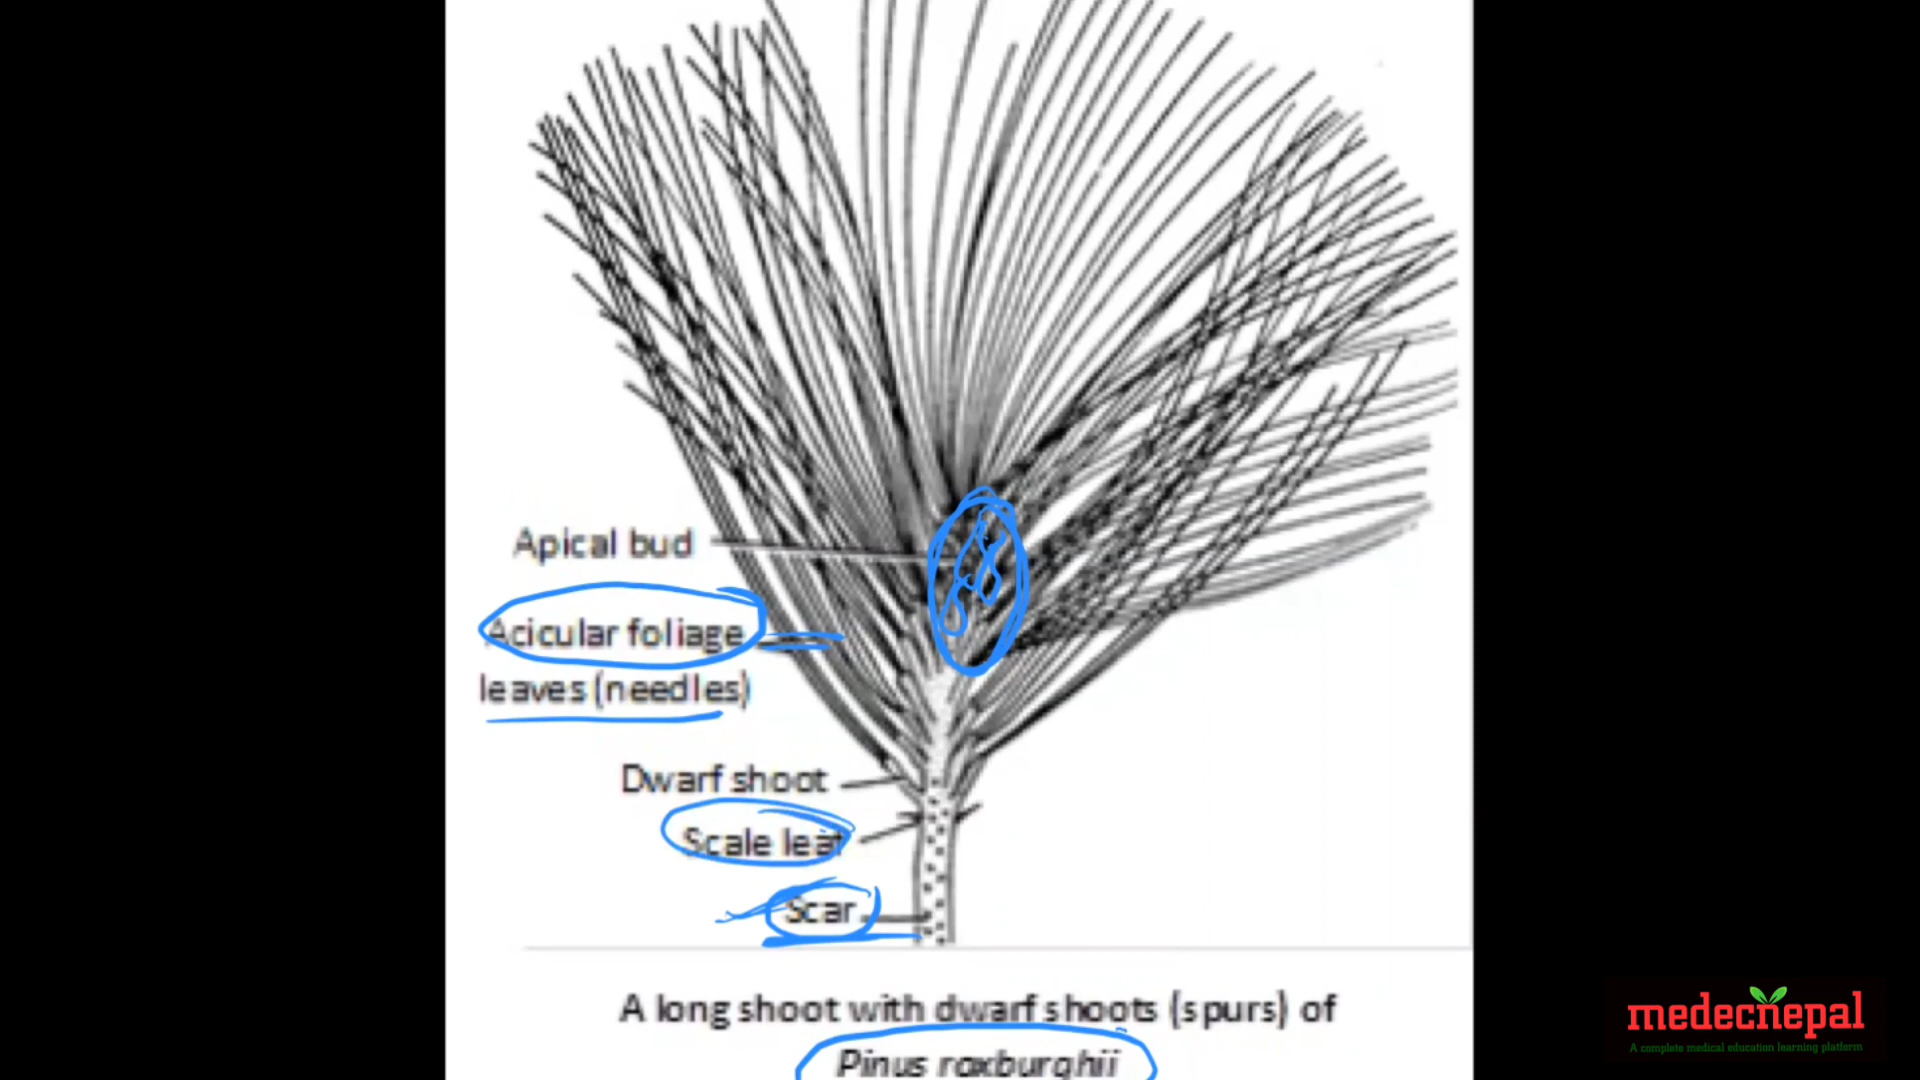 Apical bud
Acicular foliage
leaves (needles)
Dwarf shoot
Scale leaf
Scar
A long shoot with dwarf shoots (spurs) of
Pinus roxburghii
medecnepal
A complete medical education learning platform